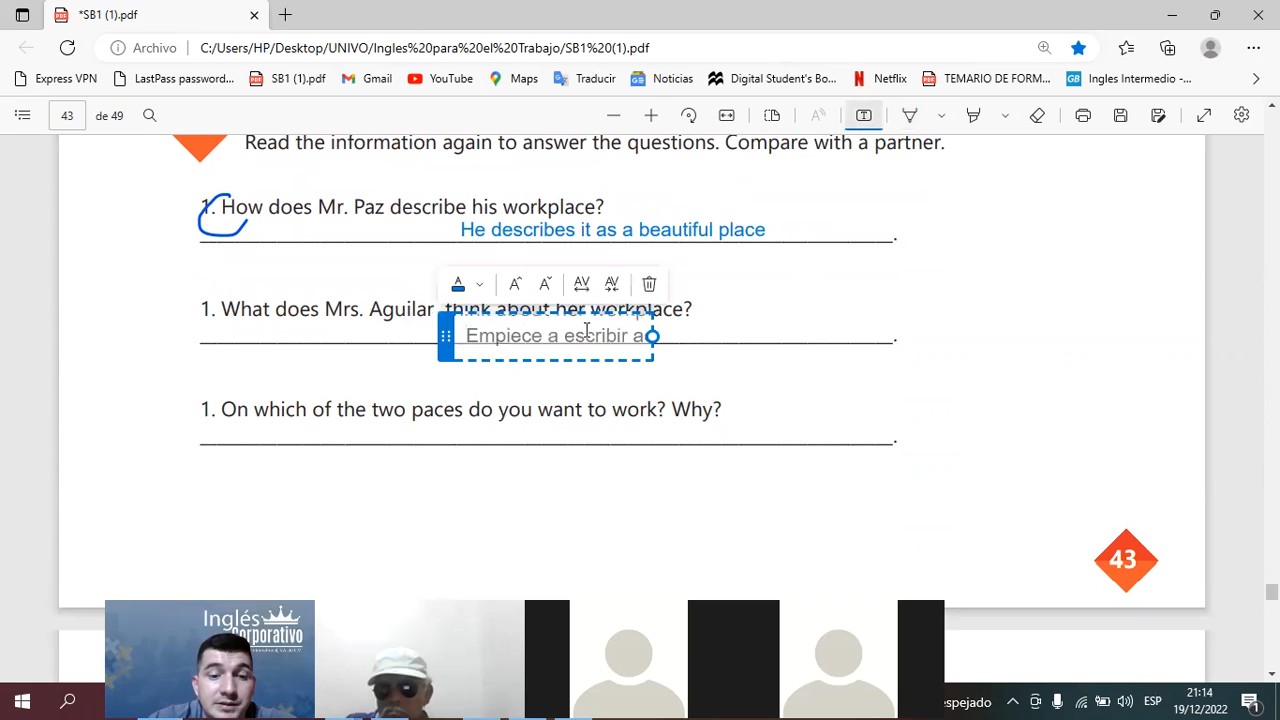 *SB1 (1).pdf
Archivo
C:/Users/HP/Desktop/UNIVO/Ingles%20para%20el%20Trabajo/SB1%20(1).pdf
Express VPN
LastPass password...
SB1 (1).pdf
Gmail
YouTube
Maps
Traducir
Noticias
Digital Student's Bo...
Netflix
TEMARIO DE FORM...
Ingles Intermedio -...
43
de 49
Read the information again to answer the questions. Compare with a partner.
1. How does Mr. Paz describe his workplace?
He describes it as a beautiful place
1. What does Mrs. Aguilar think about her workplace?
Empiece a escribir a
1. On which of the two paces do you want to work? Why?
43
Inglés
Corporativo
espejado
ESP
21:14
19/12/2022